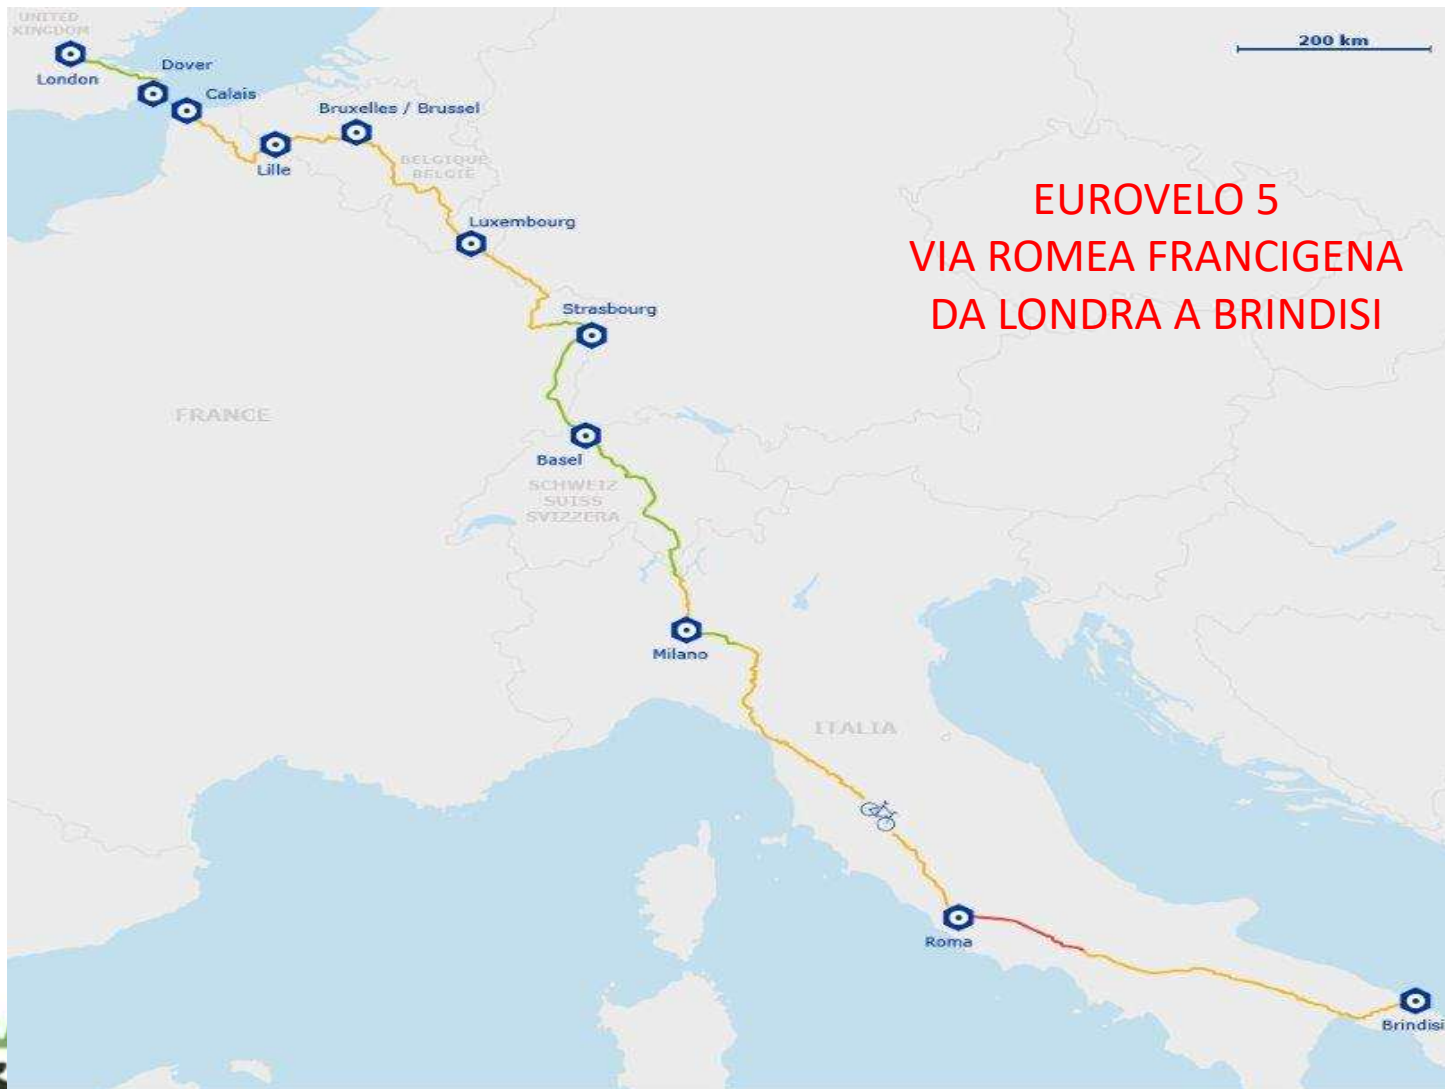 UNITED
KINGDOM
200 km
London
Dover
Calais
Bruxelles / Brussel
Lille
BELGIQUE
BELGIË
EUROVELO 5
VIA ROMEA FRANCIGENA
DA LONDRA A BRINDISI
Luxembourg
Strasbourg
FRANCE
Basel
SCHWEIZ
SUISS
SVIZZERA
Milano
ITALIA
Roma
Brindisi